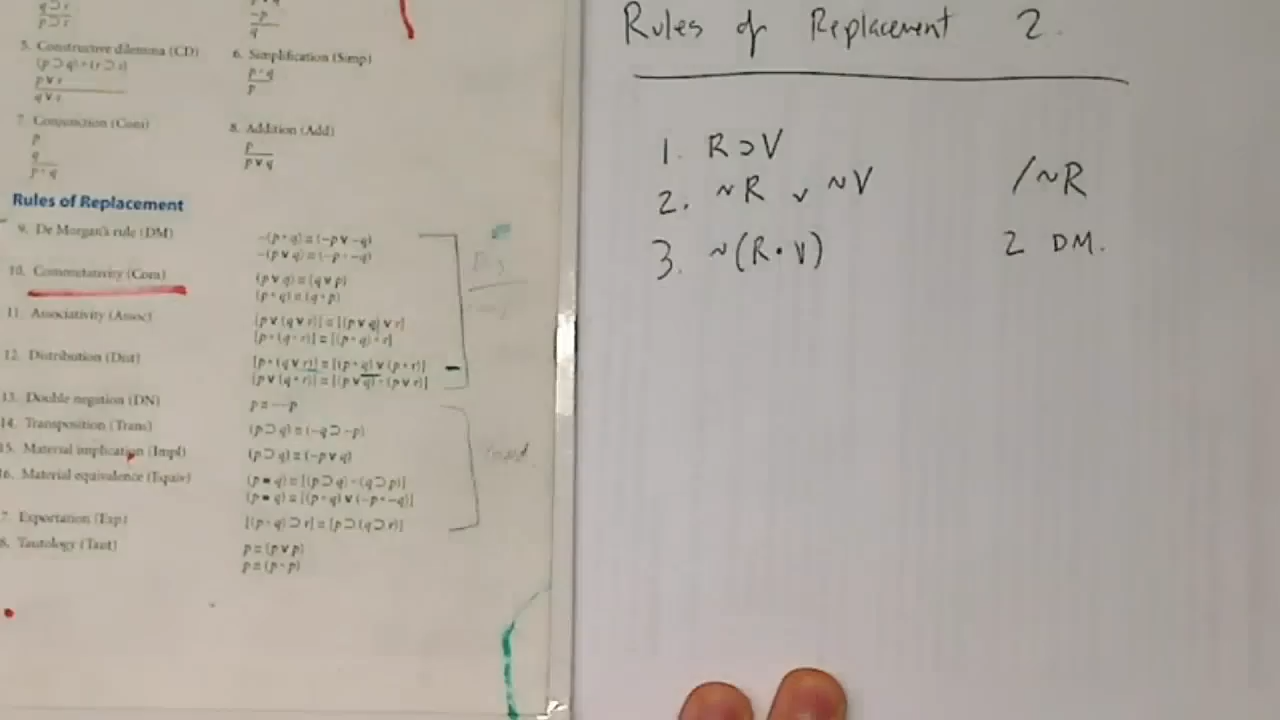 q ⊃ r
p ⊃ r
~p
q
5. Constructive dilemma (CD)
(p ⊃ q) • (r ⊃ s)
p ∨ r
q ∨ s
6. Simplification (Simp)
p • q
p
7. Conjunction (Conj)
p
q
p • q
8. Addition (Add)
p
p ∨ q
Rules of Replacement
9. De Morgan's rule (DM)
~(p • q) ≡ (~p ∨ ~q)
~(p ∨ q) ≡ (~p • ~q)
10. Commutativity (Com)
(p ∨ q) ≡ (q ∨ p)
(p • q) ≡ (q • p)
11. Associativity (Assoc)
[p ∨ (q ∨ r)] ≡ [(p ∨ q) ∨ r]
[p • (q • r)] ≡ [(p • q) • r]
12. Distribution (Dist)
[p • (q ∨ r)] ≡ [(p • q) ∨ (p • r)]
[p ∨ (q • r)] ≡ [(p ∨ q) • (p ∨ r)]
13. Double negation (DN)
p ≡ ~~p
14. Transposition (Trans)
(p ⊃ q) ≡ (~q ⊃ ~p)
15. Material implication (Impl)
(p ⊃ q) ≡ (~p ∨ q)
16. Material equivalence (Equiv)
(p ≡ q) ≡ [(p ⊃ q) • (q ⊃ p)]
(p ≡ q) ≡ [(p • q) ∨ (~p • ~q)]
7. Exportation (Exp)
[(p • q) ⊃ r] ≡ [p ⊃ (q ⊃ r)]
8. Tautology (Taut)
p ≡ (p ∨ p)
p ≡ (p • p)
Rules of Replacement 2.
1. R ⊃ V
2. ~R ∨ ~V /~R
3. ~(R • V) 2 DM.